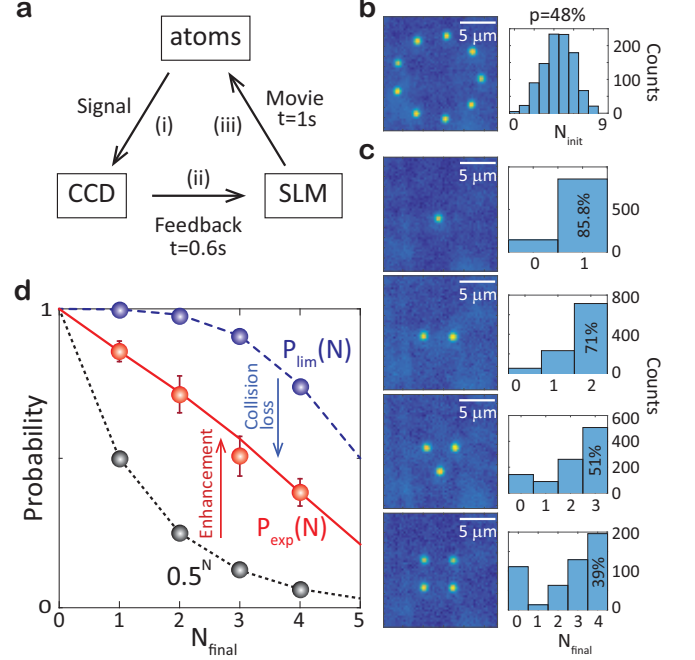 a
atoms
Signal
(i)
(iii)
Movie
t=1s
CCD
(ii)
SLM
Feedback
t=0.6s
b
5 μm
p=48%
200
100
0
Counts
0
9
N_init
c
5 μm
85.8%
500
0
0
1
5 μm
71%
800
400
0
0
1
2
Counts
5 μm
51%
600
400
200
0
0
1
2
3
5 μm
39%
200
100
0
0
1
2
3
4
N_final
d
1
0
Probability
P_lim(N)
Collision
loss
Enhancement
P_exp(N)
0.5^N
0
1
2
3
4
5
N_final